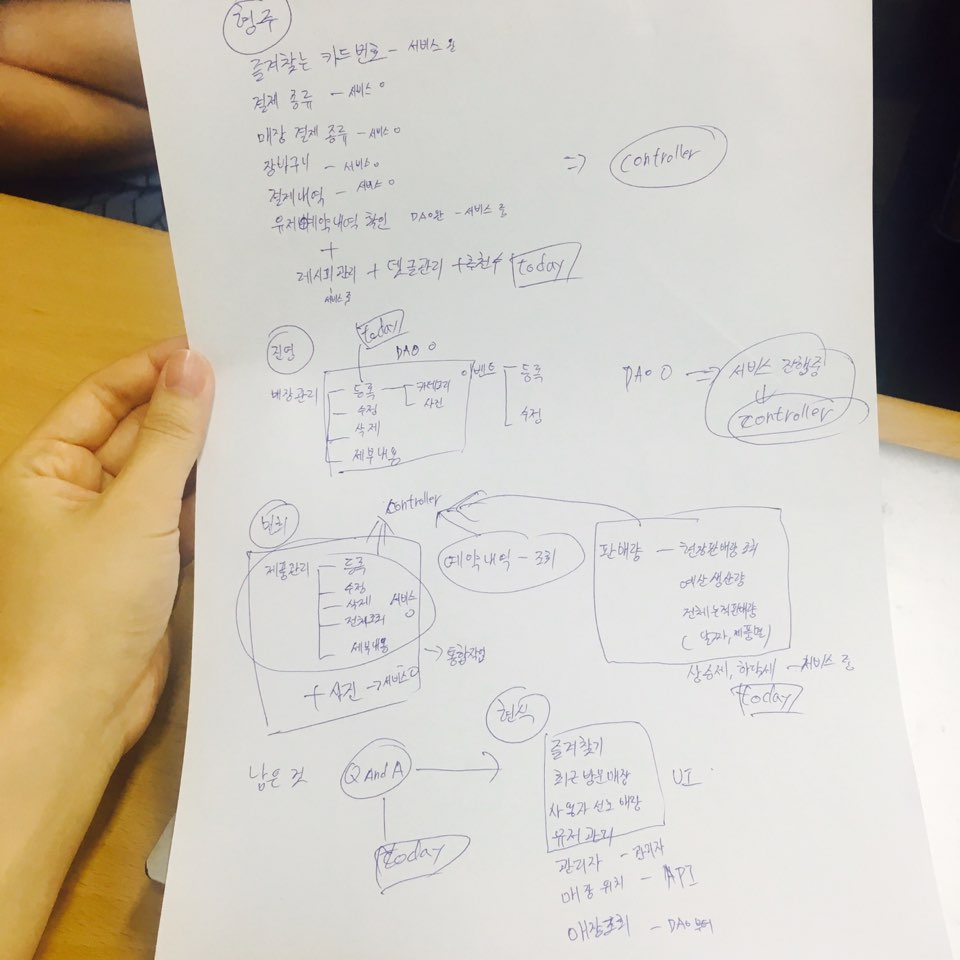 형주
즐겨찾는 카드번호 - 서비스
결제 종류 - 서비스 O
매장 결제 종류 - 서비스 O
장바구니 - 서비스 O
결제내역 - 서비스 O
⇒ controller
예약내역 확인 DAO완 - 서비스 중
+
레시피관리 + 댓글관리 + 추천수 today
서비스중
today
진영
DAO O
매장관리 등록 카테고리 이벤트 등록
사진
수정 수정
삭제
세부내용
DAO O ⇒ 서비스 진행중
controller
controller
제품관리 등록
수정
삭제 서비스
O
전체조회
세부내용
+ 사진 → 서비스 O
→ 통합작업
예약내역 - 조회
판매량 - 현장판매량 조회
예산 생산량
전체 누적판매량
(날짜, 제품별)
상승세, 하락세 - 서비스 중
today
남은 것 Q And A
today
현식
즐겨찾기
최근 방문매장
사용자 선호 매장
유저관리
UI
관리자 - 관리자
매장 위치 - API
매장조회 - DAO부터